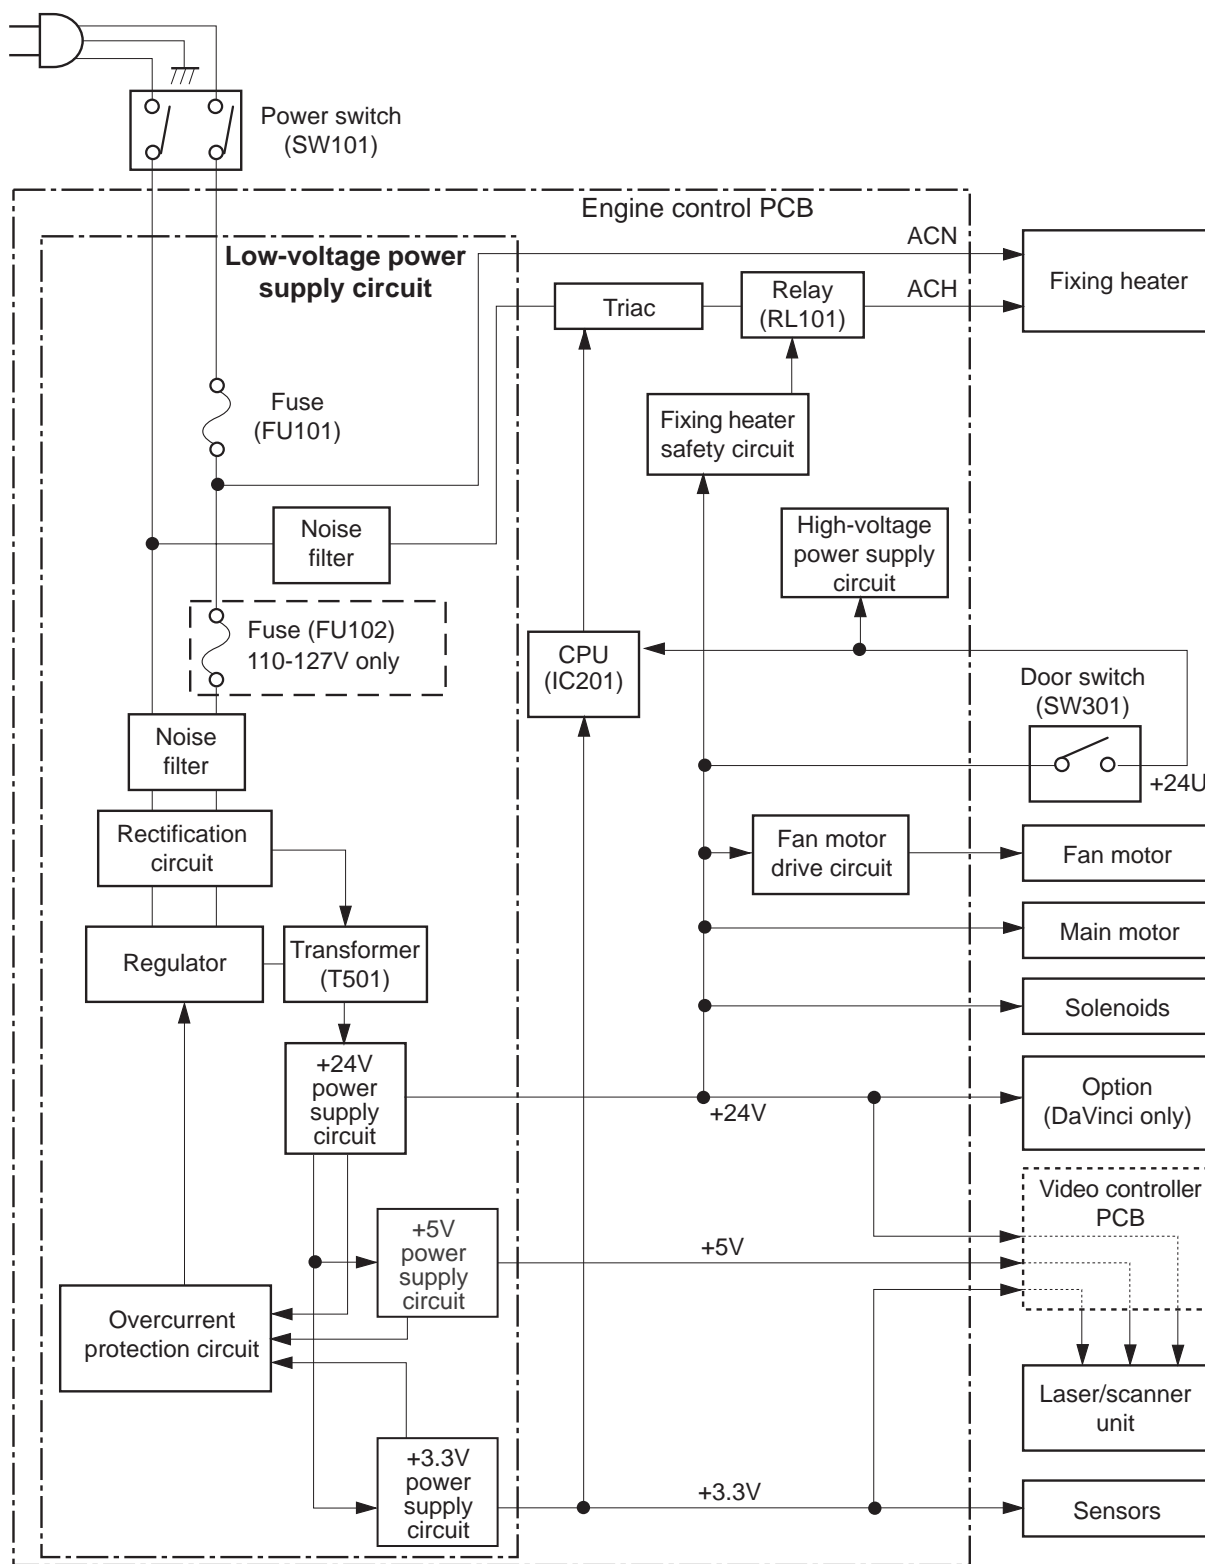 Power switch
(SW101)
Engine control PCB
Low-voltage power
supply circuit
ACN
Fixing heater
Triac
Relay
(RL101)
ACH
Fuse
(FU101)
Fixing heater
safety circuit
Noise
filter
High-voltage
power supply
circuit
Fuse (FU102)
110-127V only
CPU
(IC201)
Door switch
(SW301)
+24U
Noise
filter
Rectification
circuit
Fan motor
drive circuit
Fan motor
Regulator
Transformer
(T501)
Main motor
Solenoids
+24V
power
supply
circuit
+24V
Option
(DaVinci only)
Video controller
PCB
+5V
power
supply
circuit
+5V
Overcurrent
protection circuit
Laser/scanner
unit
+3.3V
power
supply
circuit
+3.3V
Sensors